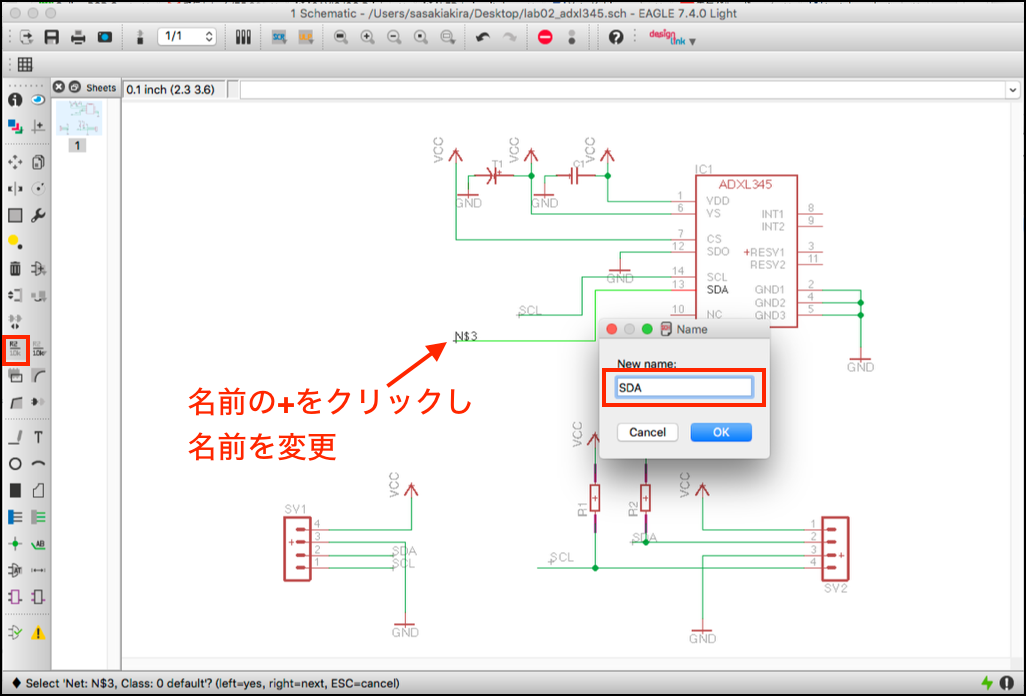 1 Schematic - /Users/sasakiakira/Desktop/lab02_adxl345.sch - EAGLE 7.4.0 Light
1/1
design link
Sheets
0.1 inch (2.3 3.6)
1
VCC
VCC
VCC
T1
C1
GND
GND
IC1
ADXL345
1
VDD
6
VS
INT1
8
INT2
9
7
CS
12
SDO
RESY1
3
RESY2
11
GND
14
SCL
13
SDA
GND1
2
GND2
4
10
NC
GND3
5
SCL
N$3
GND
Name
New name:
SDA
Cancel
OK
名前の+をクリックし
名前を変更
VCC
R1
R2
SDA
SCL
VCC
SV1
4
3
2
1
SDA
SCL
GND
VCC
1
2
3
4
SV2
GND
Select 'Net: N$3, Class: 0 default'? (left=yes, right=next, ESC=cancel)